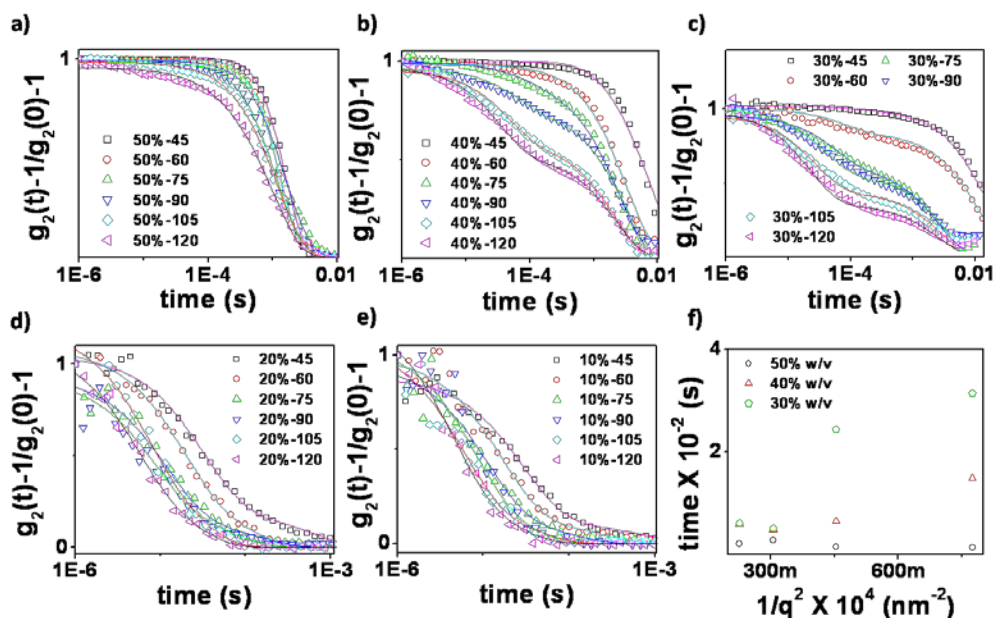 a)
g2(t)-1/g2(0)-1
1
50%-45
50%-60
50%-75
50%-90
50%-105
50%-120
1E-6 1E-4 0.01
time (s)
b)
g2(t)-1/g2(0)-1
1
40%-45
40%-60
40%-75
40%-90
40%-105
40%-120
1E-6 1E-4 0.01
time (s)
c)
g2(t)-1/g2(0)-1
1
30%-45 30%-75
30%-60 30%-90
30%-105
30%-120
1E-6 1E-4 0.01
time (s)
d)
g2(t)-1/g2(0)-1
1
0
20%-45
20%-60
20%-75
20%-90
20%-105
20%-120
1E-6 1E-3
time (s)
e)
g2(t)-1/g2(0)-1
1
0
10%-45
10%-60
10%-75
10%-90
10%-105
10%-120
1E-6 1E-3
time (s)
f)
time X 10⁻² (s)
4
2
50% w/v
40% w/v
30% w/v
300m 600m
1/q² X 10⁴ (nm⁻²)